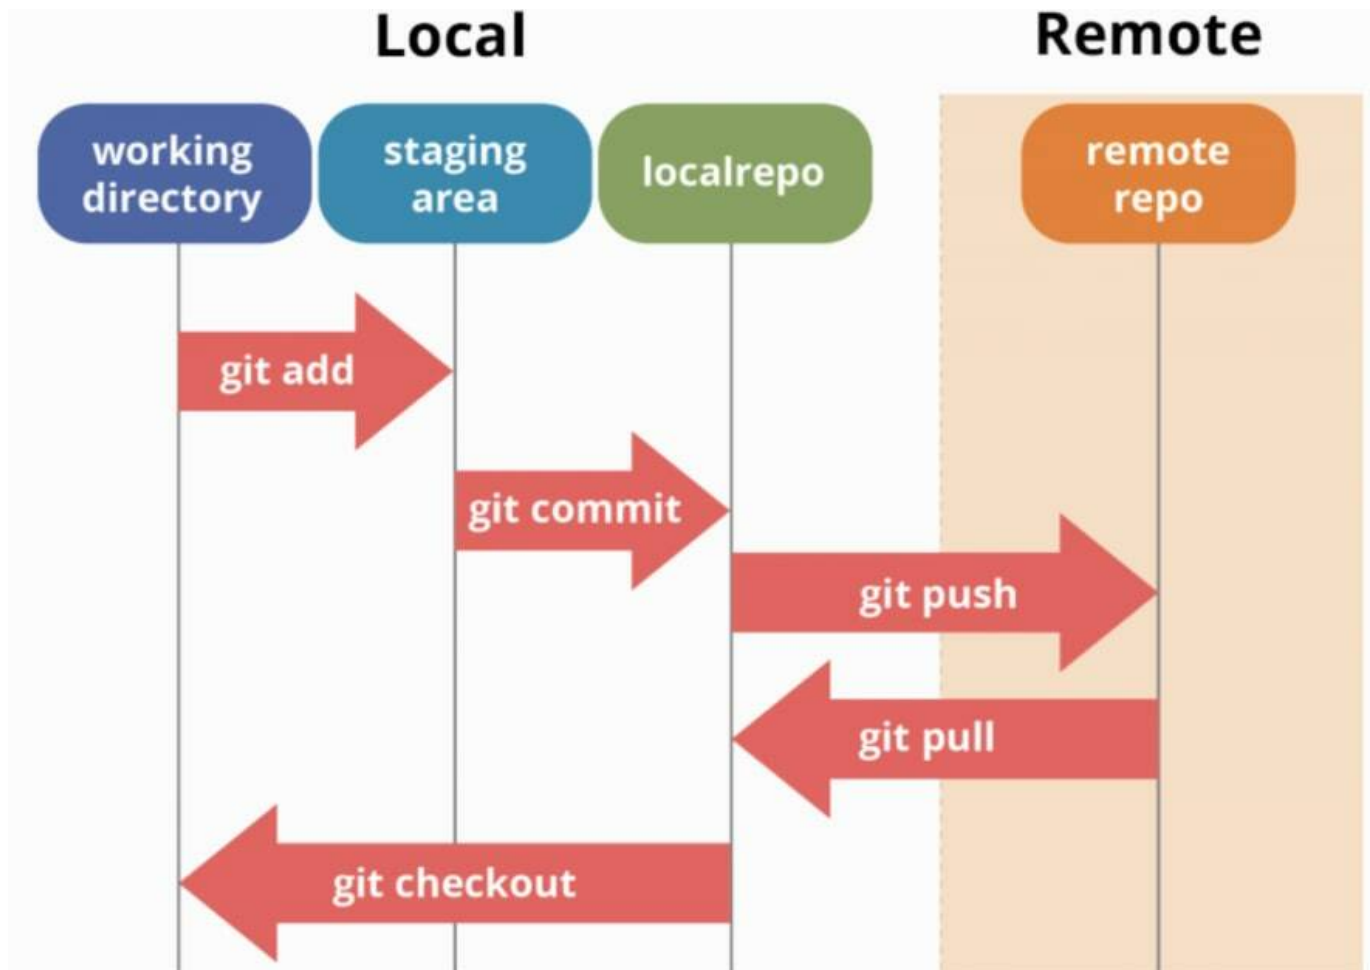 Local
Remote
working
directory
staging
area
localrepo
remote
repo
git add
git commit
git push
git pull
git checkout